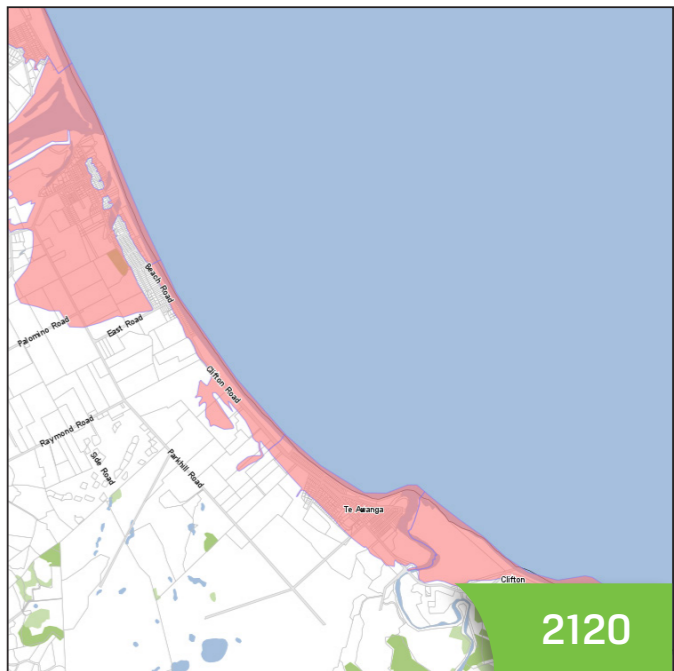 Beach Road
Palomino Road
East Road
Clifton Road
Raymond Road
Side Road
Parkhill Road
Te Awanga
Clifton
2120